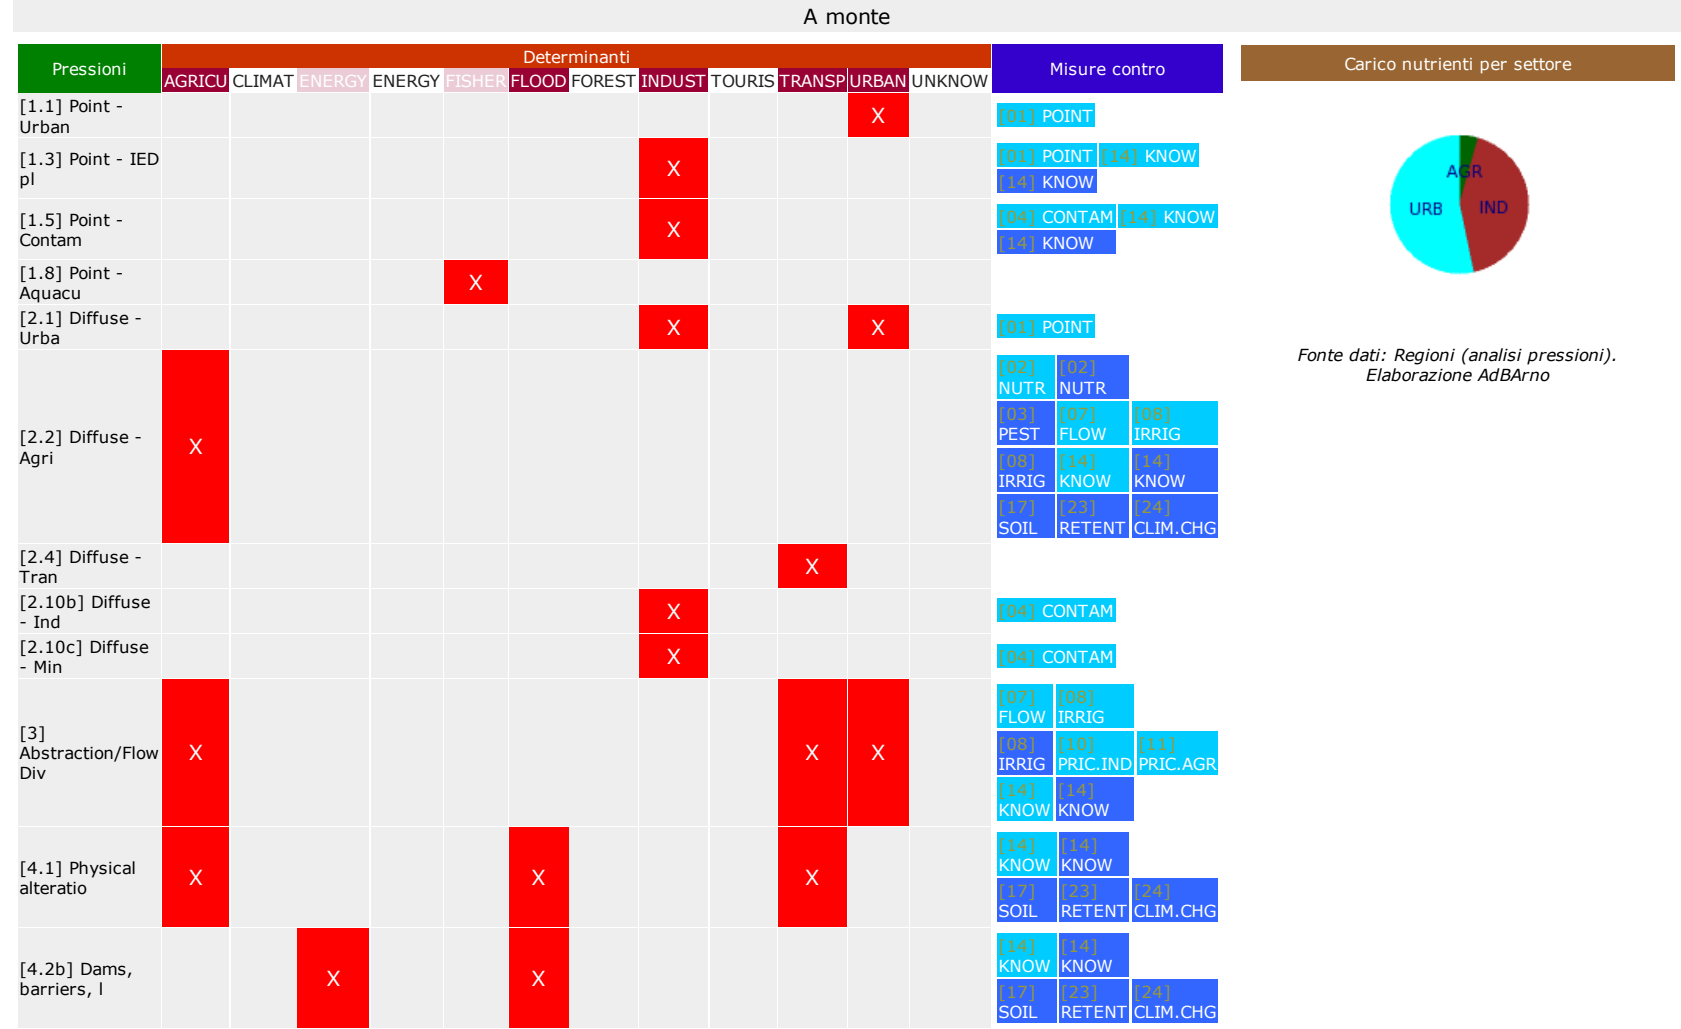 A monte
Pressioni
Determinanti
Misure contro
Carico nutrienti per settore
AGRICU CLIMAT ENERGY ENERGY FISHER FLOOD FOREST INDUST TOURIS TRANSP URBAN UNKNOW
[1.1] Point -
Urban
X
[01] POINT
[1.3] Point - IED
pl
X
[01] POINT [14] KNOW
[14] KNOW
[1.5] Point -
Contam
X
[04] CONTAM [14] KNOW
[14] KNOW
[1.8] Point -
Aquacu
X
[2.1] Diffuse -
Urba
X X
[01] POINT
[2.2] Diffuse -
Agri
X
[02] [02]
NUTR NUTR
[03] [07] [08]
PEST FLOW IRRIG
[08] [14] [14]
IRRIG KNOW KNOW
[17] [23] [24]
SOIL RETENT CLIM.CHG
[2.4] Diffuse -
Tran
X
[2.10b] Diffuse
- Ind
X
[04] CONTAM
[2.10c] Diffuse
- Min
X
[04] CONTAM
[3]
Abstraction/Flow
Div
X X X
[07] [08]
FLOW IRRIG
[08] [10] [11]
IRRIG PRIC.IND PRIC.AGR
[14] [14]
KNOW KNOW
[4.1] Physical
alteratio
X X X
[14] [14]
KNOW KNOW
[17] [23] [24]
SOIL RETENT CLIM.CHG
[4.2b] Dams,
barriers, l
X X
[14] [14]
KNOW KNOW
[17] [23] [24]
SOIL RETENT CLIM.CHG
AGR
URB IND
Fonte dati: Regioni (analisi pressioni).
Elaborazione AdBArno